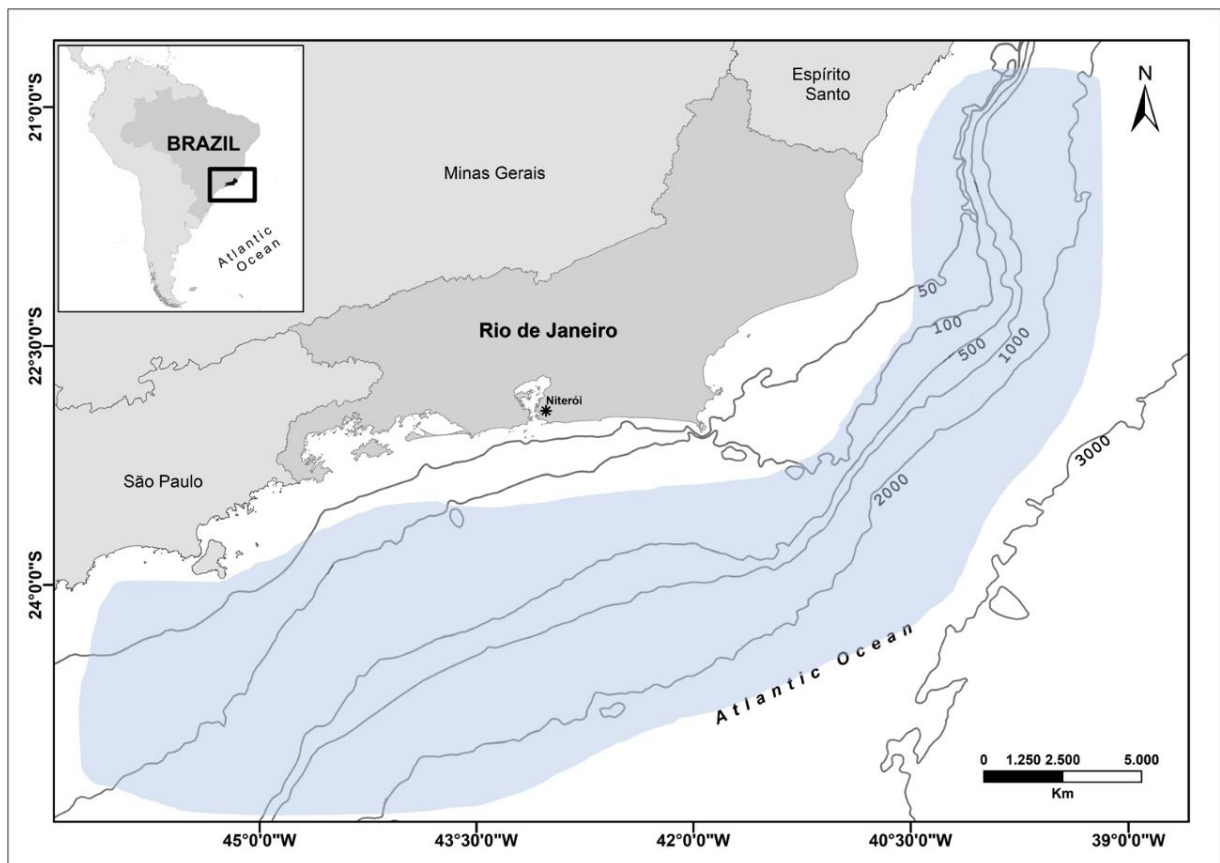 BRAZIL
Atlantic
Ocean
Espírito
Santo
N
Minas Gerais
Rio de Janeiro
Niterói
São Paulo
50
100
500
1000
2000
3000
Atlantic Ocean
0 1.250 2.500 5.000
Km
21°0'0"S
22°30'0"S
24°0'0"S
45°0'0"W 43°30'0"W 42°0'0"W 40°30'0"W 39°0'0"W